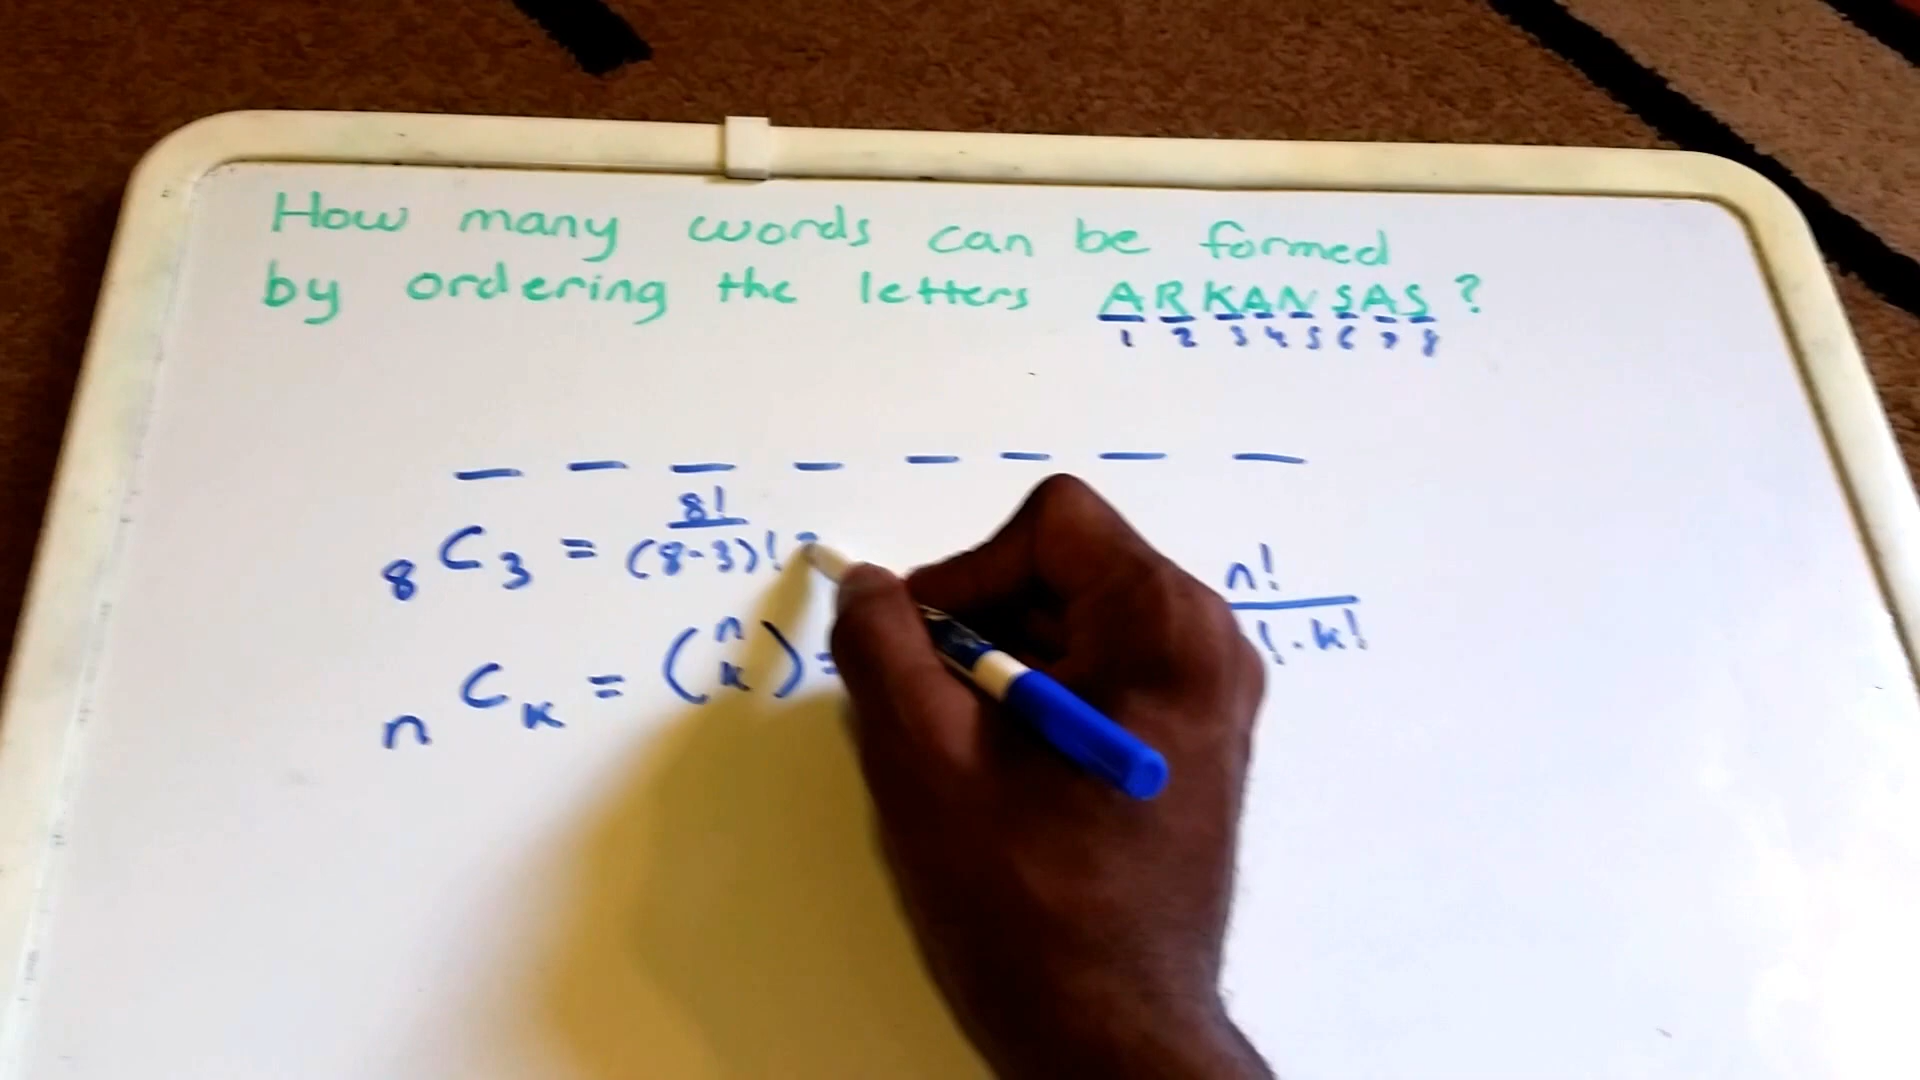 How many words can be formed
by ordering the letters ARKANSAS ?
1 2 3 4 5 6 7 8
8C3 = 8!/(8-3)!
nCk = (n k) =
n!
! · k!